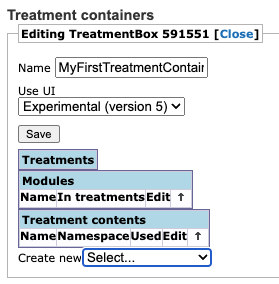 Treatment containers
Editing TreatmentBox 591551 [Close]
Name MyFirstTreatmentContair
Use UI
Experimental (version 5)
Save
Treatments
Modules
Name In treatments Edit ↑
Treatment contents
Name Namespace Used Edit ↑
Create new Select...